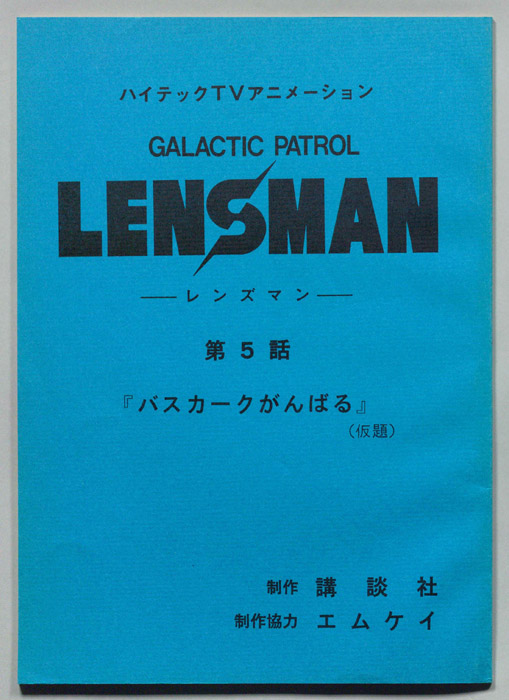 ハイテックTVアニメーション
GALACTIC PATROL
LENSMAN
―レンズマン―
第5話
『バスカークがんばる』
(仮題)
制作 講談社
制作協力 エムケイ